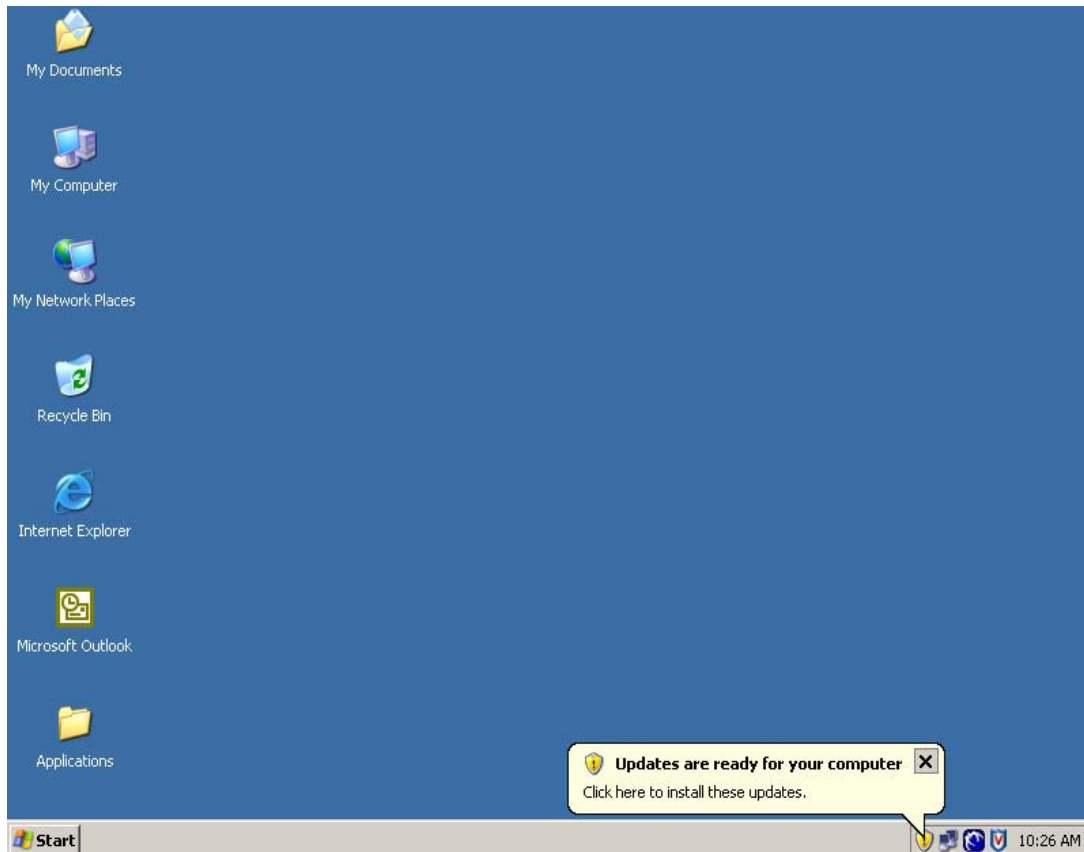 My Documents
My Computer
My Network Places
Recycle Bin
Internet Explorer
Microsoft Outlook
Applications
Updates are ready for your computer
Click here to install these updates.
Start
10:26 AM